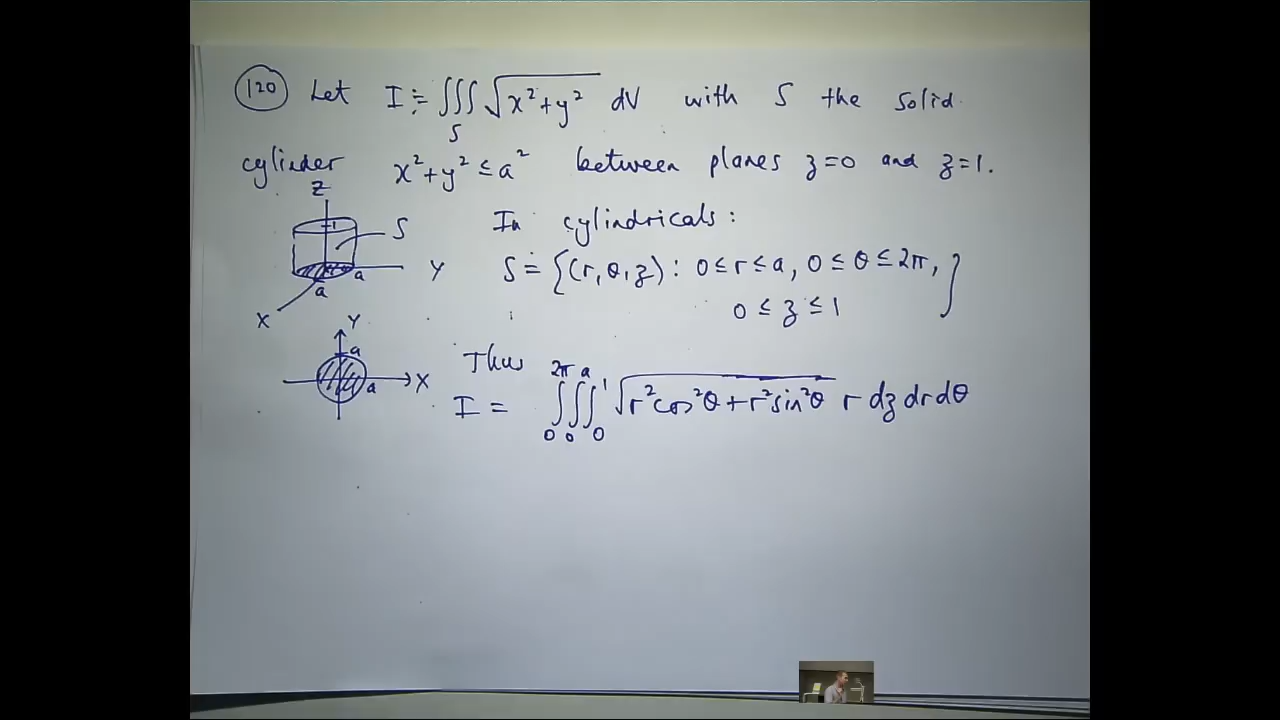 120 Let I := ∭_S √(x²+y²) dV with S the solid
cylinder x²+y² ≤ a² between planes z=0 and z=1.
In cylindricals:
S = {(r,θ,z): 0≤r≤a, 0≤θ≤2π,
0 ≤ z ≤ 1}
Z
1
S
Y
a
a
X
Y
a
X
a
Thus
I = ∫₀^{2π} ∫₀^a ∫₀^1 √(r²cos²θ + r²sin²θ) r dz dr dθ